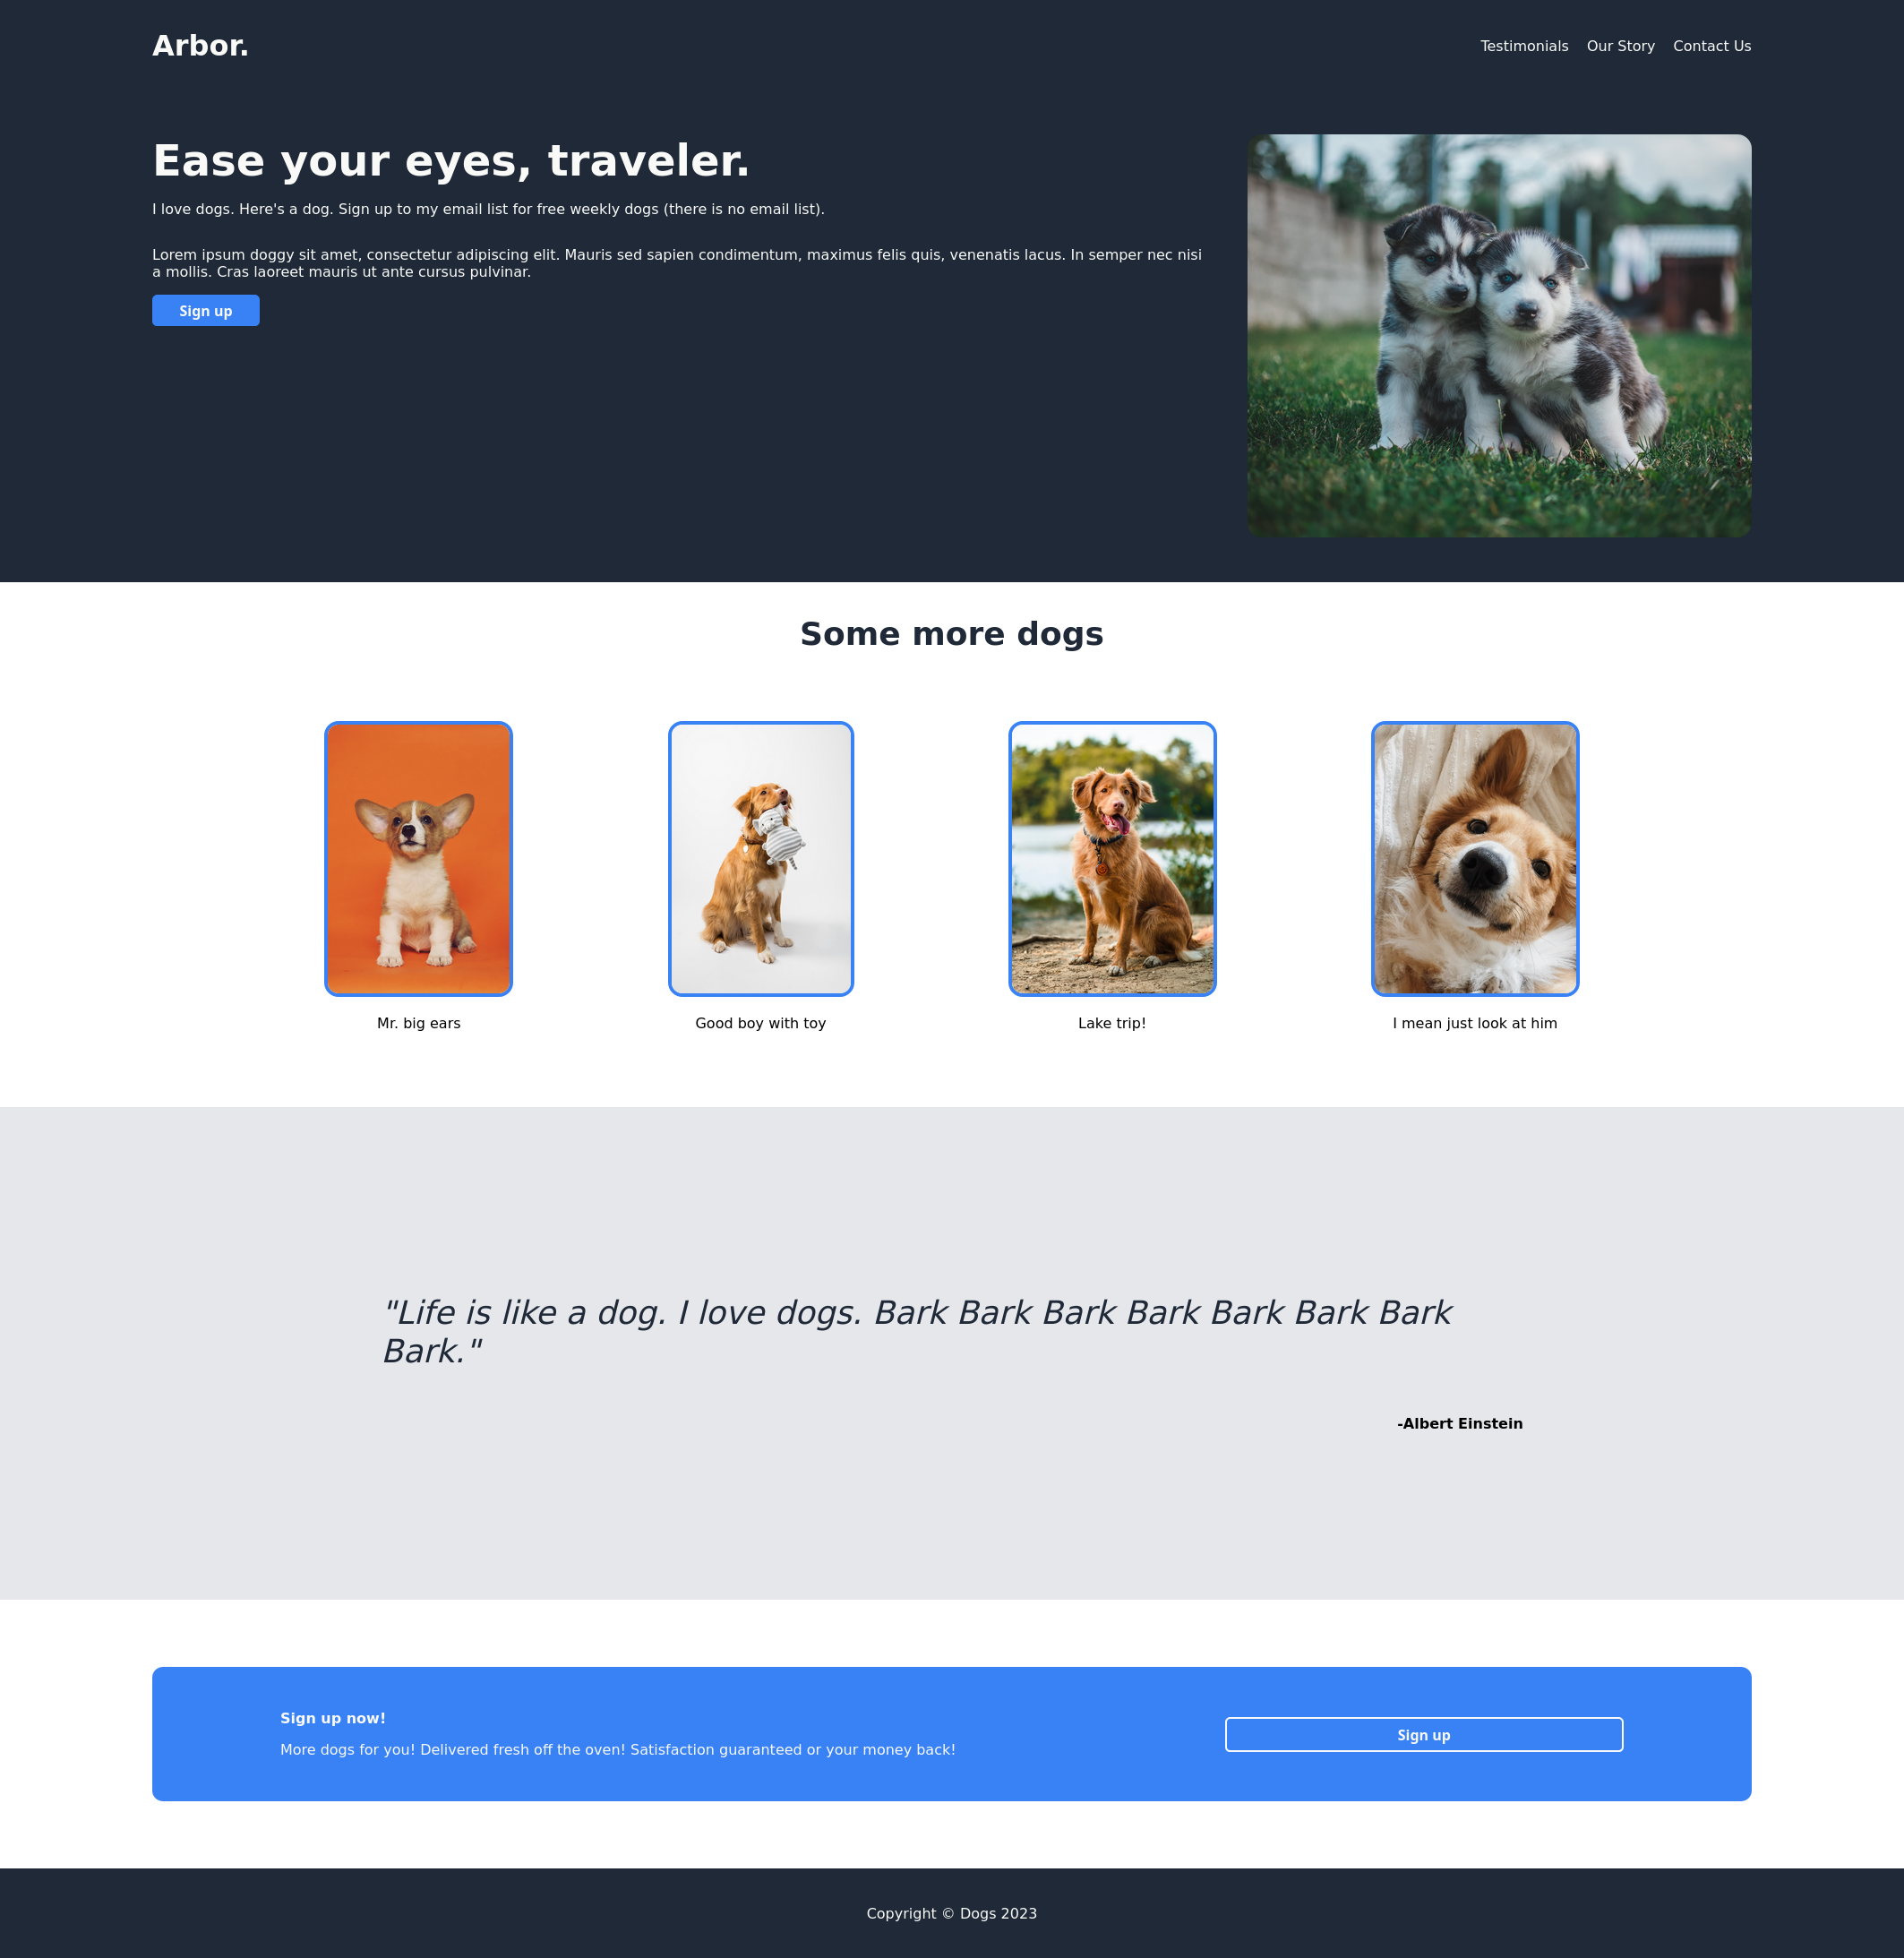 Arbor.
Testimonials Our Story Contact Us
Ease your eyes, traveler.
I love dogs. Here's a dog. Sign up to my email list for free weekly dogs (there is no email list).
Lorem ipsum doggy sit amet, consectetur adipiscing elit. Mauris sed sapien condimentum, maximus felis quis, venenatis lacus. In semper nec nisi
a mollis. Cras laoreet mauris ut ante cursus pulvinar.
Sign up
Some more dogs
Mr. big ears
Good boy with toy
Lake trip!
I mean just look at him
"Life is like a dog. I love dogs. Bark Bark Bark Bark Bark Bark Bark
Bark."
-Albert Einstein
Sign up now!
More dogs for you! Delivered fresh off the oven! Satisfaction guaranteed or your money back!
Sign up
Copyright © Dogs 2023